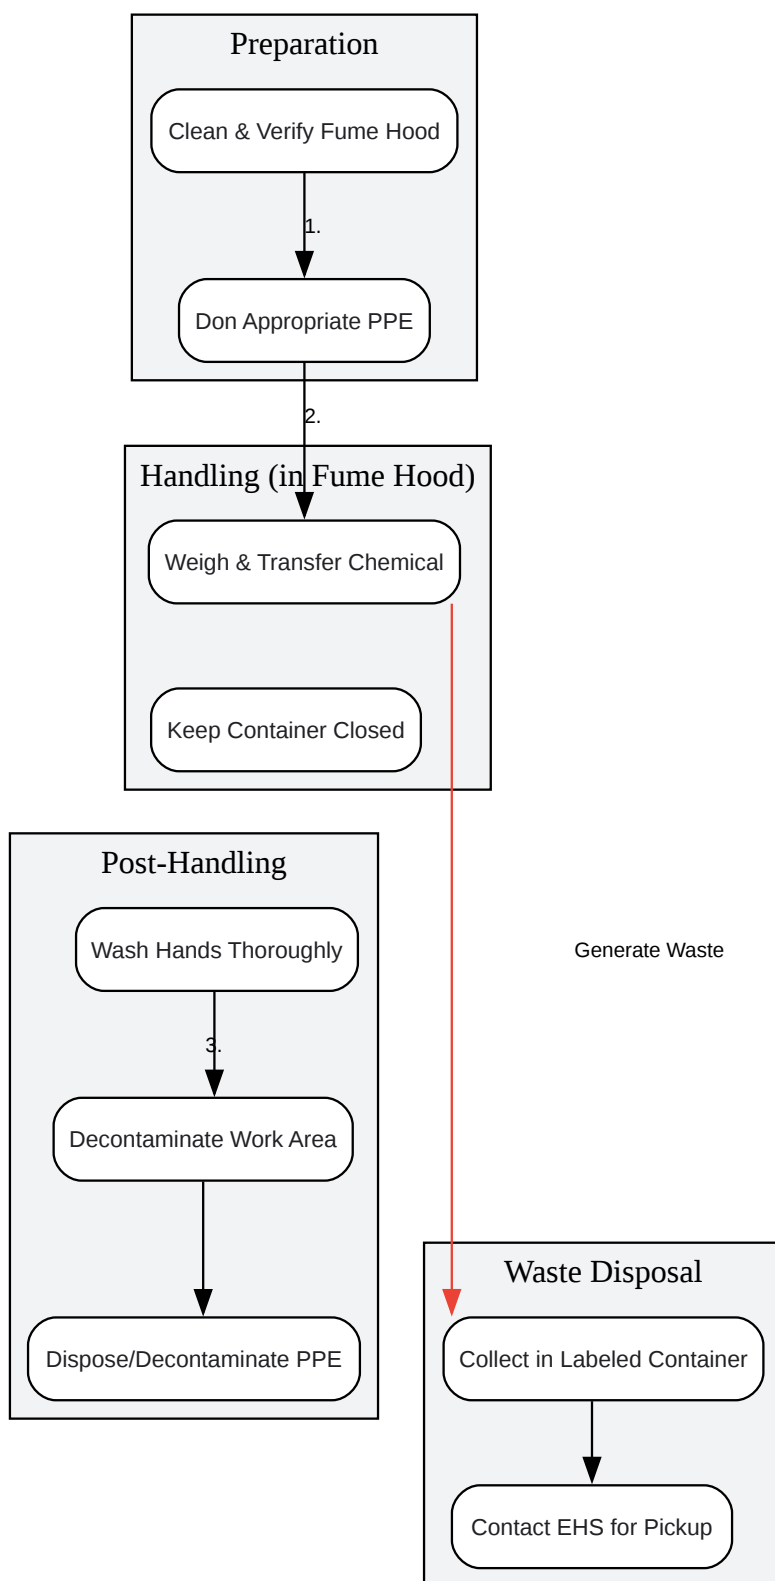 Preparation
Clean & Verify Fume Hood
1.
Don Appropriate PPE
2.
Handling (in Fume Hood)
Weigh & Transfer Chemical
Keep Container Closed
Post-Handling
Wash Hands Thoroughly
Generate Waste
3.
Decontaminate Work Area
Waste Disposal
Dispose/Decontaminate PPE
Collect in Labeled Container
Contact EHS for Pickup